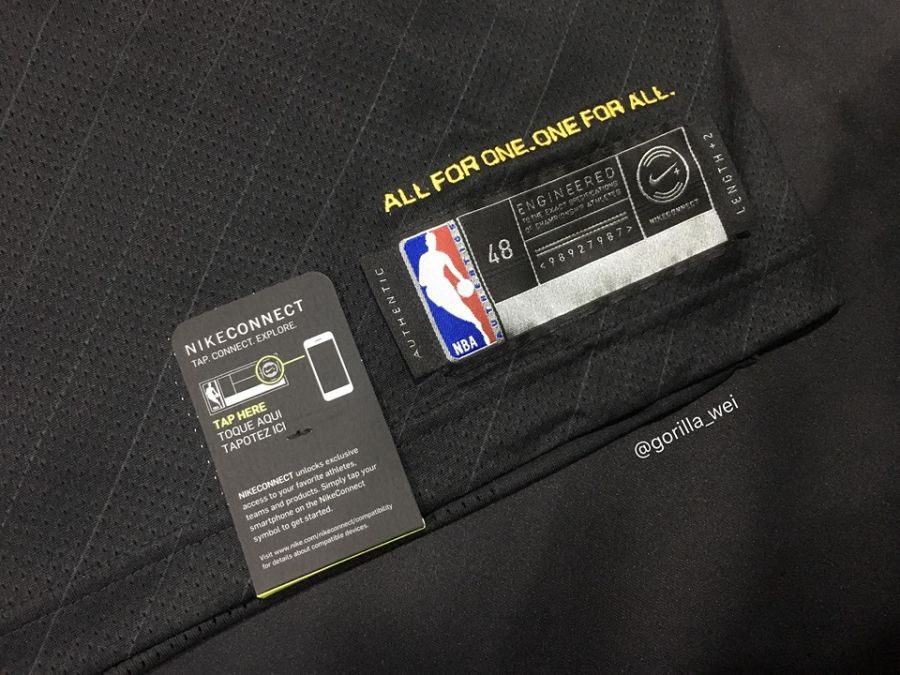 ALL FOR ONE.ONE FOR ALL.
AUTHENTIC
NBA
AUTHENTICS
48
ENGINEERED
TO THE EXACT SPECIFICATIONS
OF CHAMPIONSHIP ATHLETES
<98927987>
NIKECONNECT
LENGTH+2
NIKECONNECT
TAP. CONNECT. EXPLORE.
TAP HERE
TOQUE AQUI
TAPOTEZ ICI
NIKECONNECT unlocks exclusive
access to your favorite athletes,
teams and products. Simply tap your
smartphone on the NikeConnect
symbol to get started.
Visit www.nike.com/nikeconnect/compatibility
for details about compatible devices.
@gorilla_wei